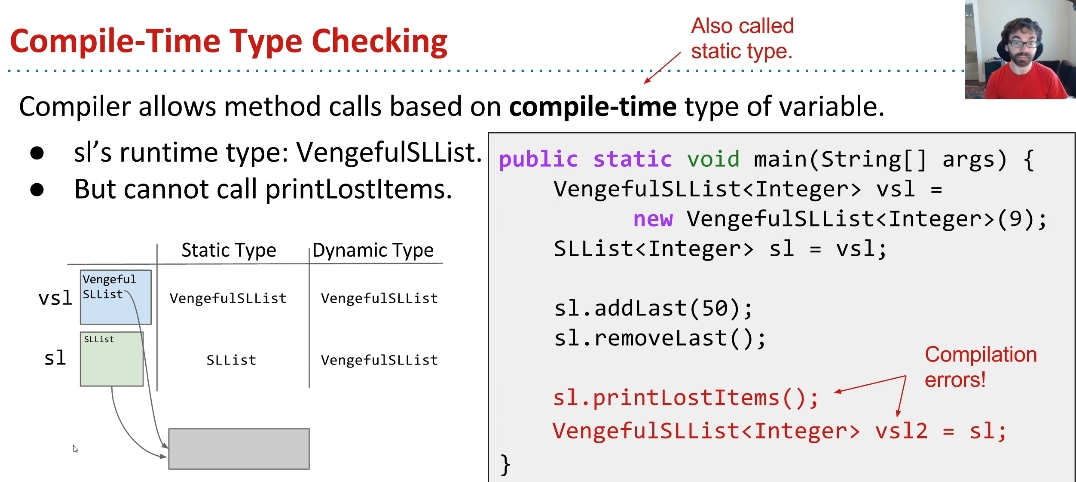 Compile-Time Type Checking
Also called
static type.
Compiler allows method calls based on compile-time type of variable.
● sl's runtime type: VengefulSLList.
● But cannot call printLostItems.
Static Type Dynamic Type
vsl Vengeful
SLList VengefulSLList VengefulSLList
sl SLList SLList VengefulSLList
public static void main(String[] args) {
VengefulSLList<Integer> vsl =
new VengefulSLList<Integer>(9);
SLList<Integer> sl = vsl;
sl.addLast(50);
sl.removeLast();
Compilation
errors!
sl.printLostItems();
VengefulSLList<Integer> vsl2 = sl;
}